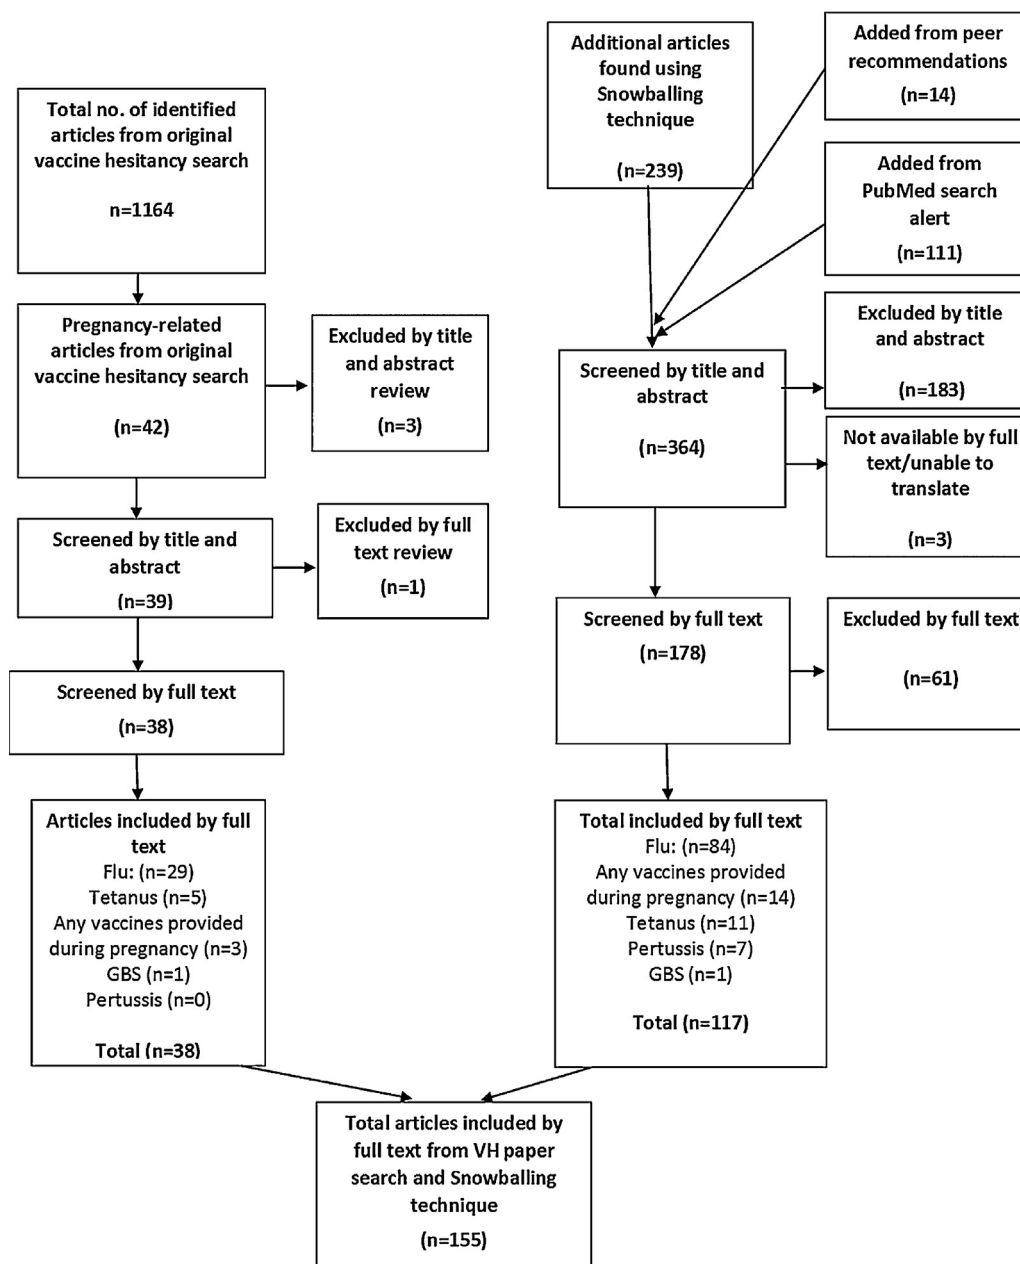 Total no. of identified
articles from original
vaccine hesitancy search
n=1164
Pregnancy-related
articles from original
vaccine hesitancy search
(n=42)
Excluded by title
and abstract
review
(n=3)
Screened by title and
abstract
(n=39)
Excluded by full
text review
(n=1)
Screened by full text
(n=38)
Articles included by full
text
Flu: (n=29)
Tetanus (n=5)
Any vaccines provided
during pregnancy (n=3)
GBS (n=1)
Pertussis (n=0)
Total (n=38)
Additional articles
found using
Snowballing
technique
(n=239)
Added from peer
recommendations
(n=14)
Added from
PubMed search
alert
(n=111)
Screened by title and
abstract
(n=364)
Excluded by title
and abstract
(n=183)
Not available by full
text/unable to
translate
(n=3)
Screened by full text
(n=178)
Excluded by full text
(n=61)
Total included by full text
Flu: (n=84)
Any vaccines provided
during pregnancy (n=14)
Tetanus (n=11)
Pertussis (n=7)
GBS (n=1)
Total (n=117)
Total articles included by
full text from VH paper
search and Snowballing
technique
(n=155)